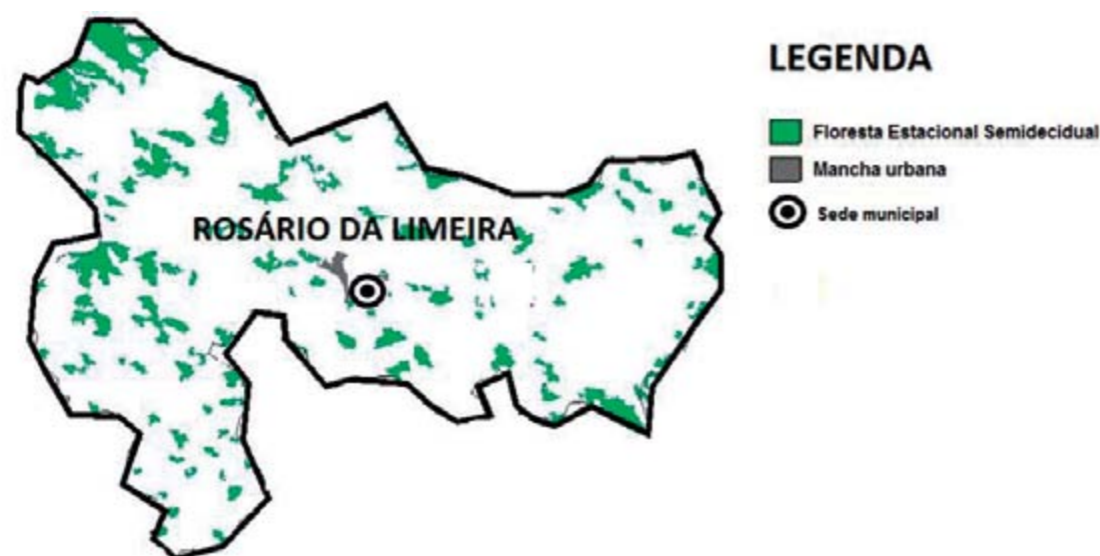 LEGENDA
Floresta Estacional Semidecidual
Mancha urbana
Sede municipal
ROSÁRIO DA LIMEIRA